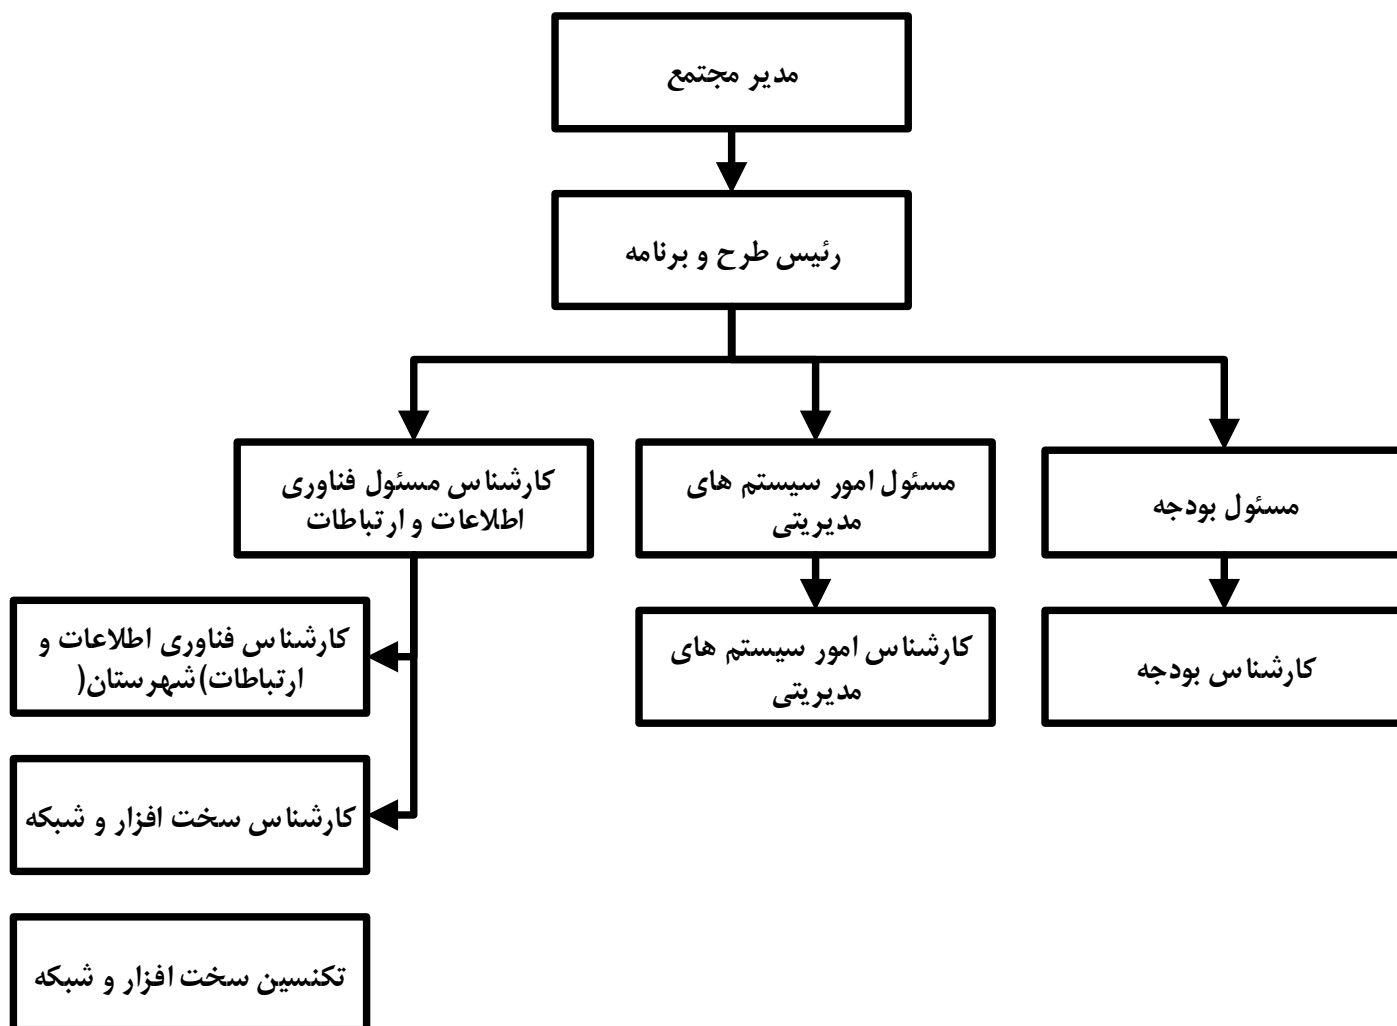 مدیر مجتمع
رئیس طرح و برنامه
مسئول بودجه
مسئول امور سیستم های
مدیریتی
کارشناس مسئول فناوری
اطلاعات و ارتباطات
کارشناس بودجه
کارشناس امور سیستم های
مدیریتی
کارشناس فناوری اطلاعات و
ارتباطات)شهرستان(
کارشناس سخت افزار و شبکه
تکنسین سخت افزار و شبکه